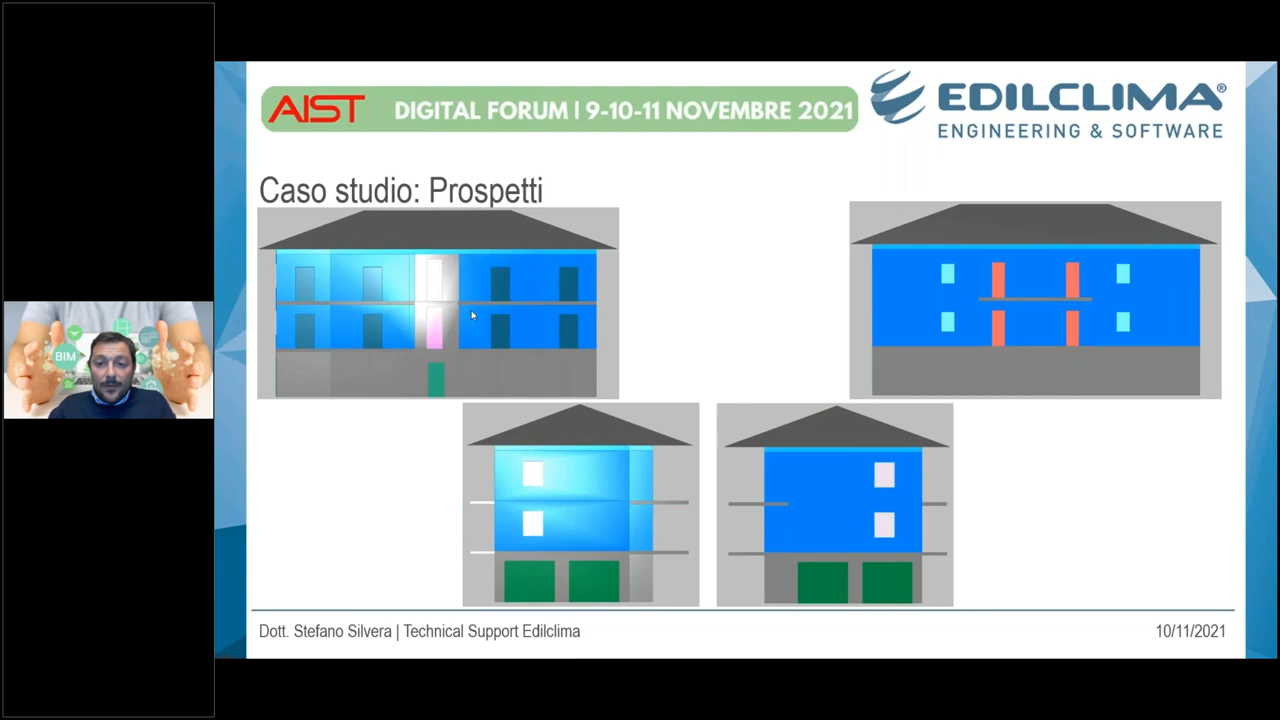 AIST DIGITAL FORUM | 9-10-11 NOVEMBRE 2021
EDILCLIMA®
ENGINEERING & SOFTWARE
Caso studio: Prospetti
BIM
Dott. Stefano Silvera | Technical Support Edilclima
10/11/2021